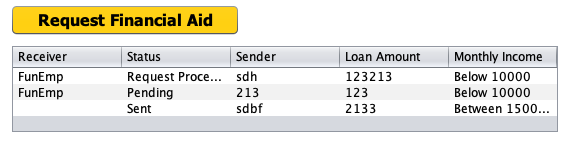 Request Financial Aid
Receiver Status Sender Loan Amount Monthly Income
FunEmp Request Proce... sdh 123213 Below 10000
FunEmp Pending 213 123 Below 10000
Sent sdbf 2133 Between 1500...